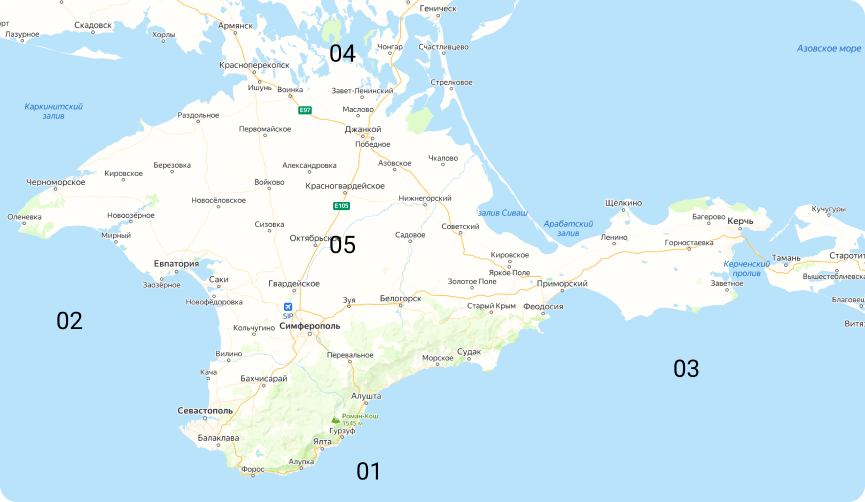 Геническ
Скадовск
Армянск
орт
Лазурное
Хорлы
Чонгар
Счастливцево
Азовское море
04
Красноперекопск
Стрелковое
Ишунь
Воинка
Завет-Ленинский
Каркинитский
залив
E97
Маслово
Раздольное
Первомайское
Джанкой
Победное
Чкалово
Азовское
Березовка
Александровка
Кировское
Черноморское
Войково
Красногвардейское
Нижнегорский
Новосёловское
E105
Щёлкино
Кучугуры
Оленевка
Новоозёрное
залив Сиваш
Арабатский
залив
Багерово
Керчь
Сизовка
Советский
Мирный
Октябрьск
05
Садовое
Ленино
Горностаевка
Кировское
Тамань
Старотит
Евпатория
Яркое Поле
Керченский
пролив
Вышестеблиевска
Саки
Гвардейское
Золотое Поле
Приморский
Заветное
Заозёрное
Новофёдоровка
Зуя
Белогорск
Старый Крым
Феодосия
Благовещ
SIP
02
Кольчугино
Симферополь
Витяз
Вилино
Перевальное
Морское
Судак
Кача
03
Бахчисарай
Алушта
Севастополь
Роман-Кош
1545 м
Гурзуф
Балаклава
Ялта
Алупка
Форос
01